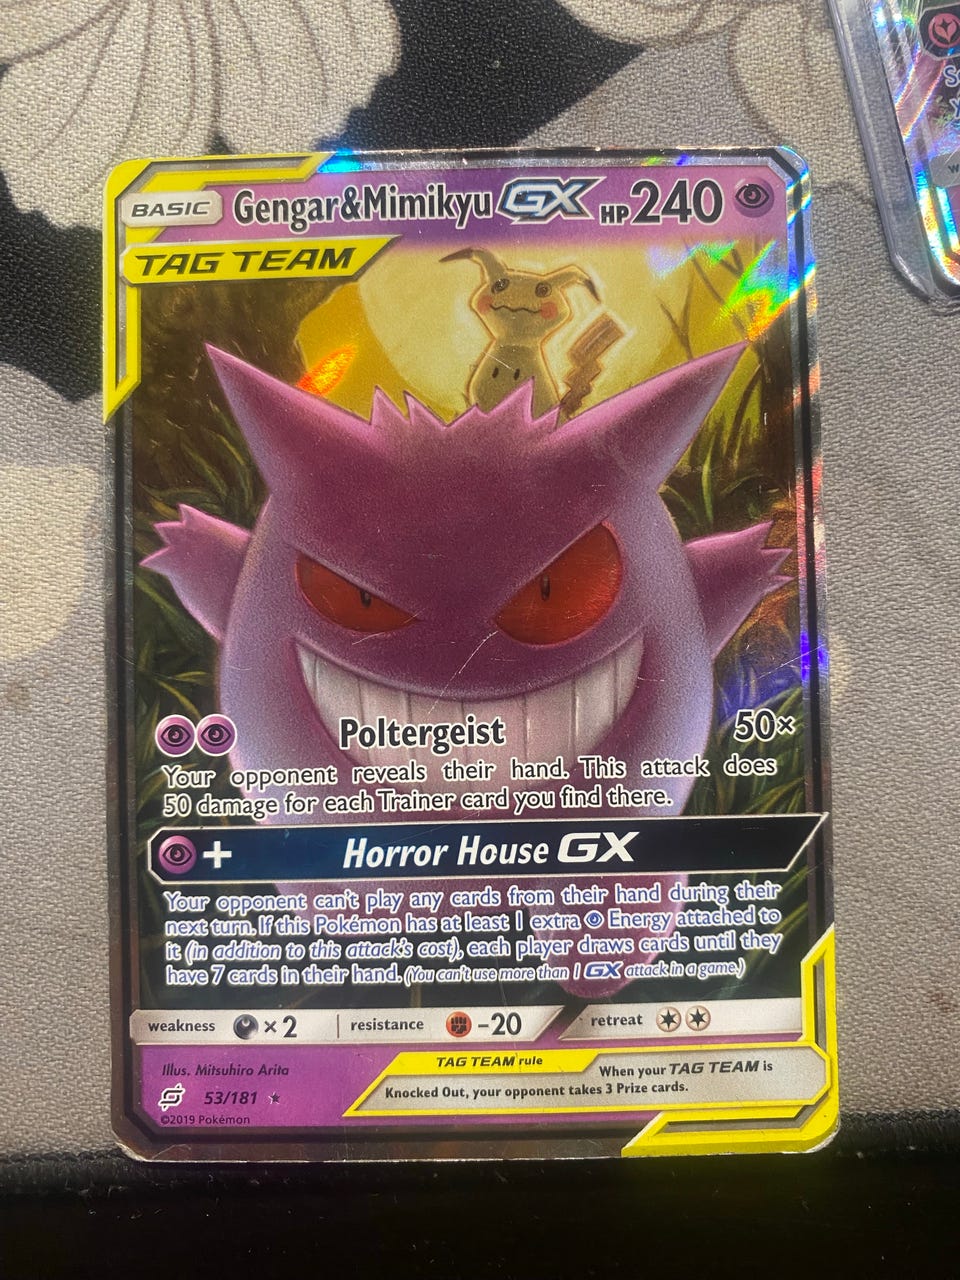 BASIC Gengar&Mimikyu GX HP 240
TAG TEAM
Poltergeist 50×
Your opponent reveals their hand. This attack does
50 damage for each Trainer card you find there.
+ Horror House GX
Your opponent can't play any cards from their hand during their
next turn. If this Pokémon has at least 1 extra Energy attached to
it (in addition to this attack's cost), each player draws cards until they
have 7 cards in their hand. (You can't use more than 1 GX attack in a game.)
weakness ×2 resistance -20 retreat
Illus. Mitsuhiro Arita
53/181
©2019 Pokémon
TAG TEAM rule
When your TAG TEAM is
Knocked Out, your opponent takes 3 Prize cards.